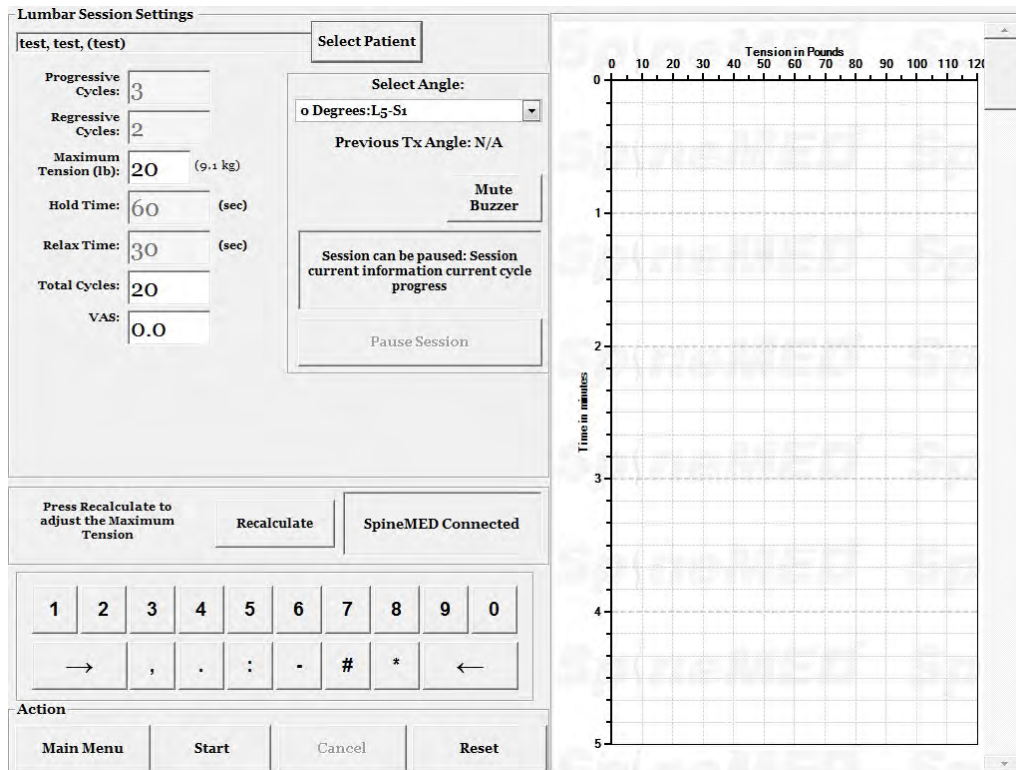 Lumbar Session Settings
test, test, (test)
Select Patient
Progressive
Cycles:
3
Regressive
Cycles:
2
Maximum
Tension (lb):
20
(9.1 kg)
Hold Time:
60
(sec)
Relax Time:
30
(sec)
Total Cycles:
20
VAS:
0.0
Select Angle:
0 Degrees:L5-S1
Previous Tx Angle: N/A
Mute
Buzzer
Session can be paused: Session
current information current cycle
progress
Pause Session
Press Recalculate to
adjust the Maximum
Tension
Recalculate
SpineMED Connected
1 2 3 4 5 6 7 8 9 0
→ , . : - # * ←
Action
Main Menu
Start
Cancel
Reset
Tension in Pounds
0 10 20 30 40 50 60 70 80 90 100 110 120
Time in minutes
0
1
2
3
4
5
SpineMED